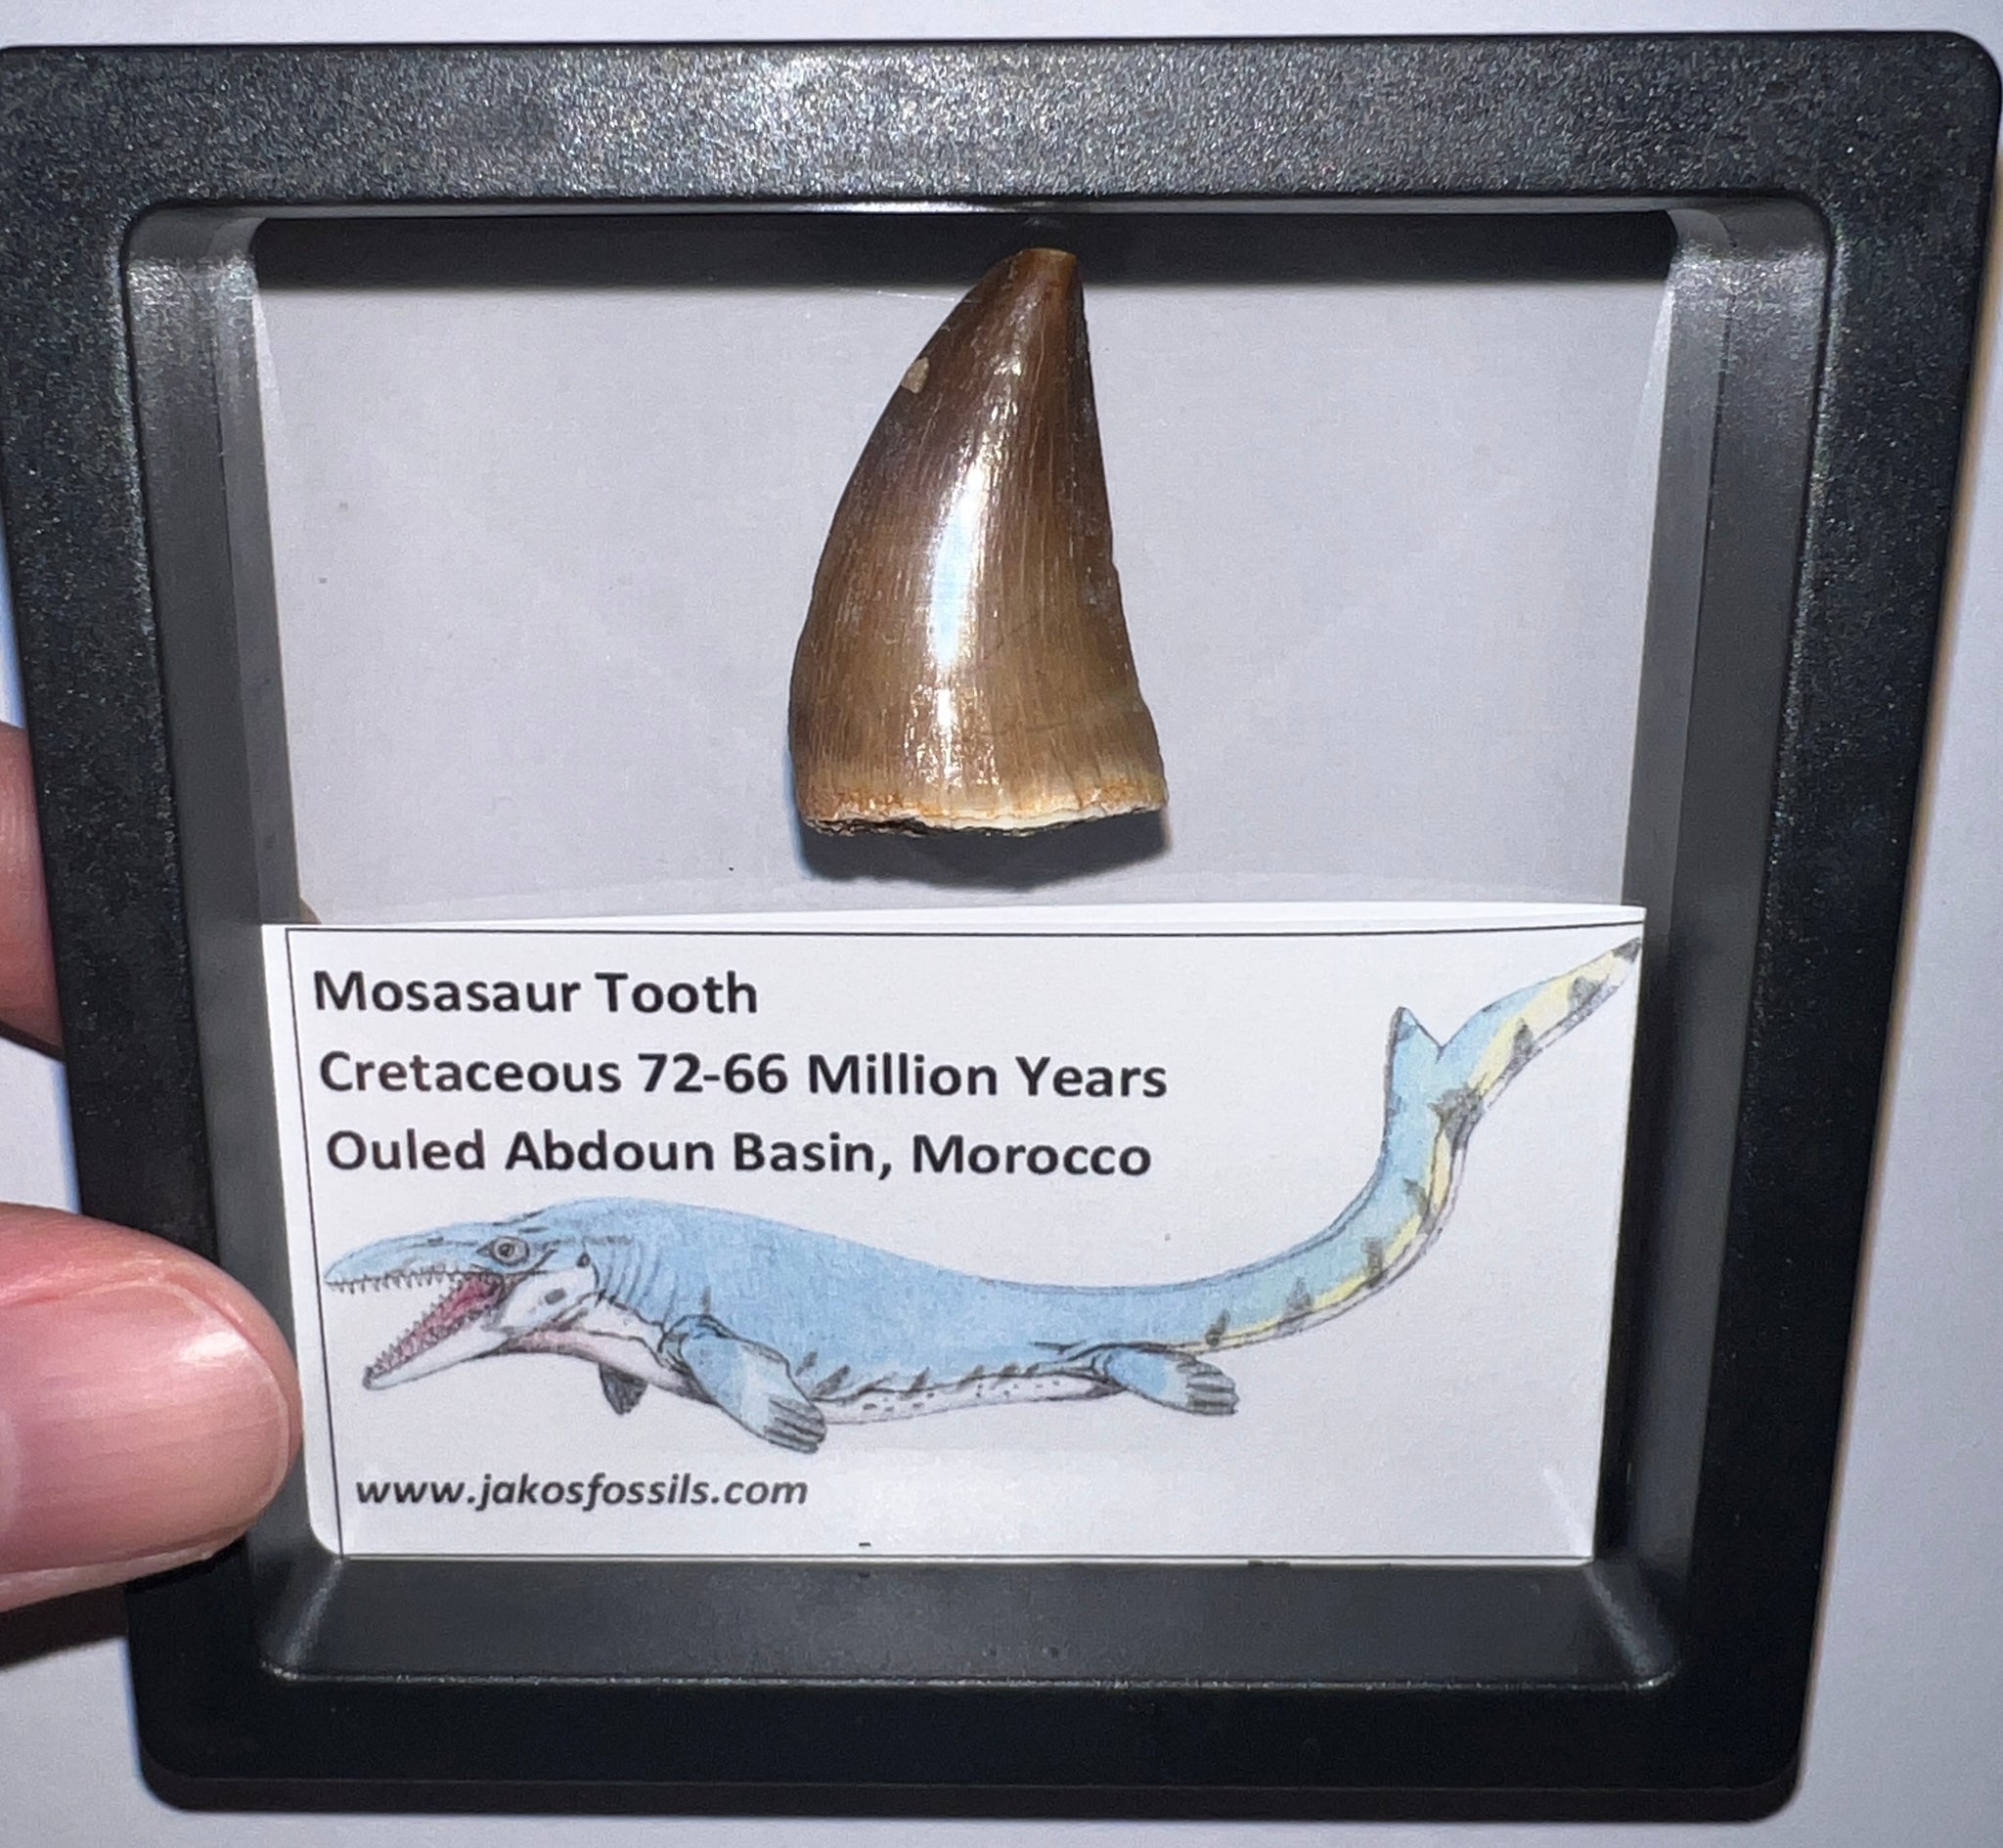 Mosasaur Tooth
Cretaceous 72-66 Million Years
Ouled Abdoun Basin, Morocco
www.jakosfossils.com